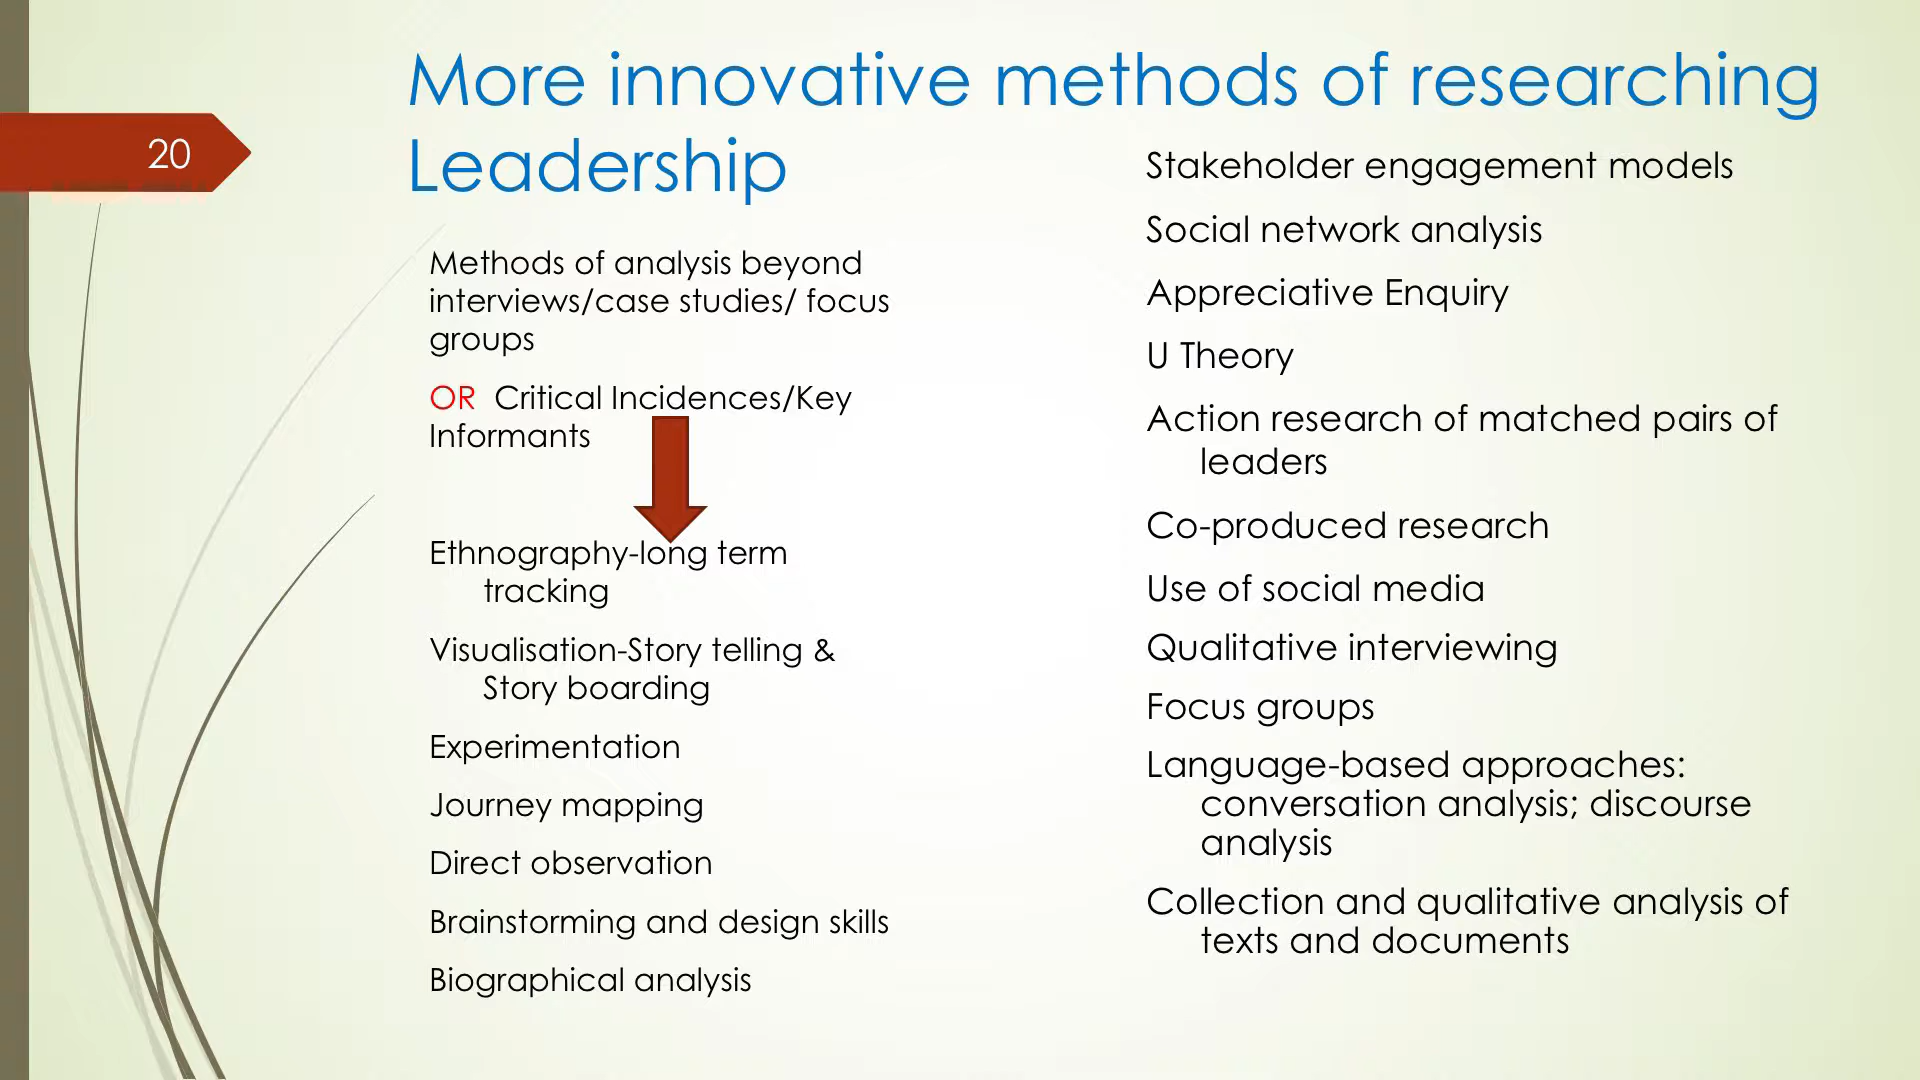 More innovative methods of researching
Leadership
20
Methods of analysis beyond
interviews/case studies/ focus
groups
OR Critical Incidences/Key
Informants
Ethnography-long term
tracking
Visualisation-Story telling &
Story boarding
Experimentation
Journey mapping
Direct observation
Brainstorming and design skills
Biographical analysis
Stakeholder engagement models
Social network analysis
Appreciative Enquiry
U Theory
Action research of matched pairs of
leaders
Co-produced research
Use of social media
Qualitative interviewing
Focus groups
Language-based approaches:
conversation analysis; discourse
analysis
Collection and qualitative analysis of
texts and documents